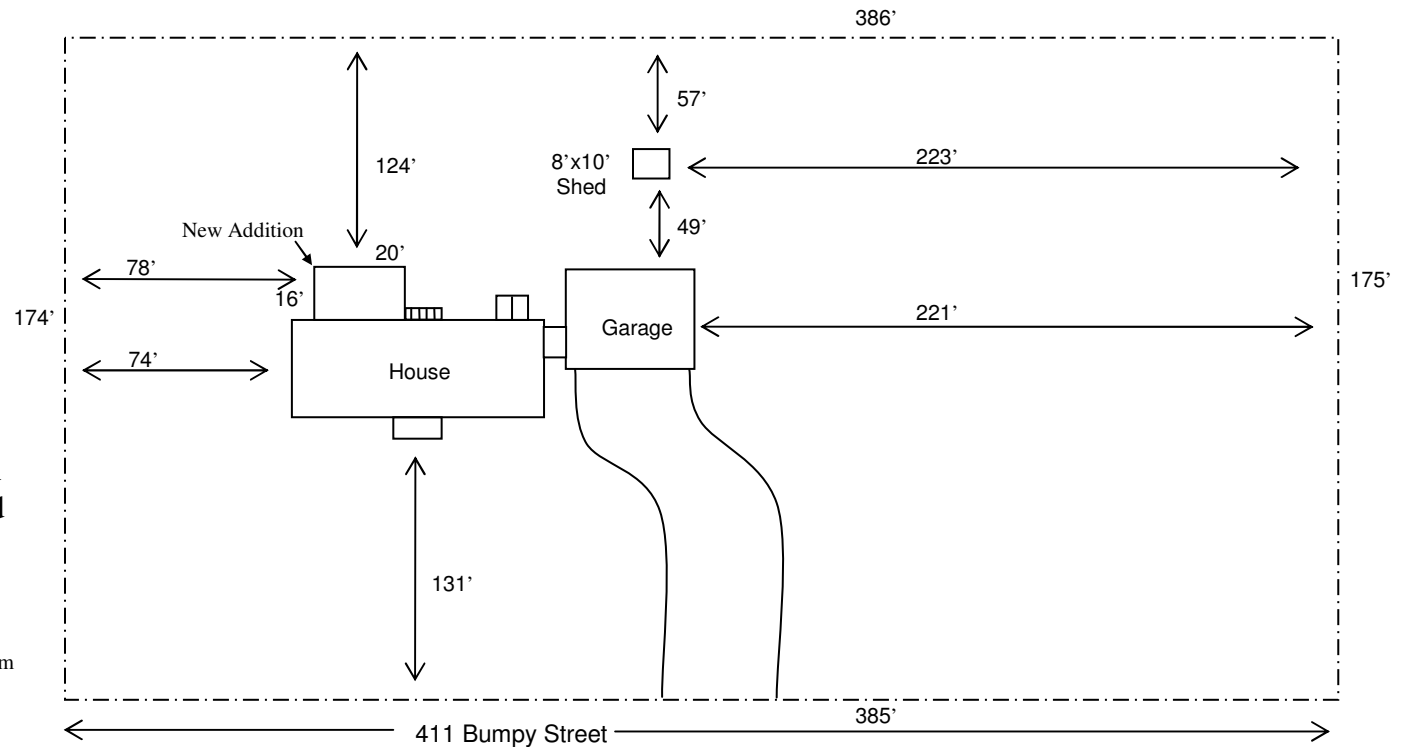 386’
57’
124’
8’x10’
Shed
223’
49’
New Addition
20’
78’
16’
174’
175’
Garage
221’
74’
House
131’
385’
411 Bumpy Street